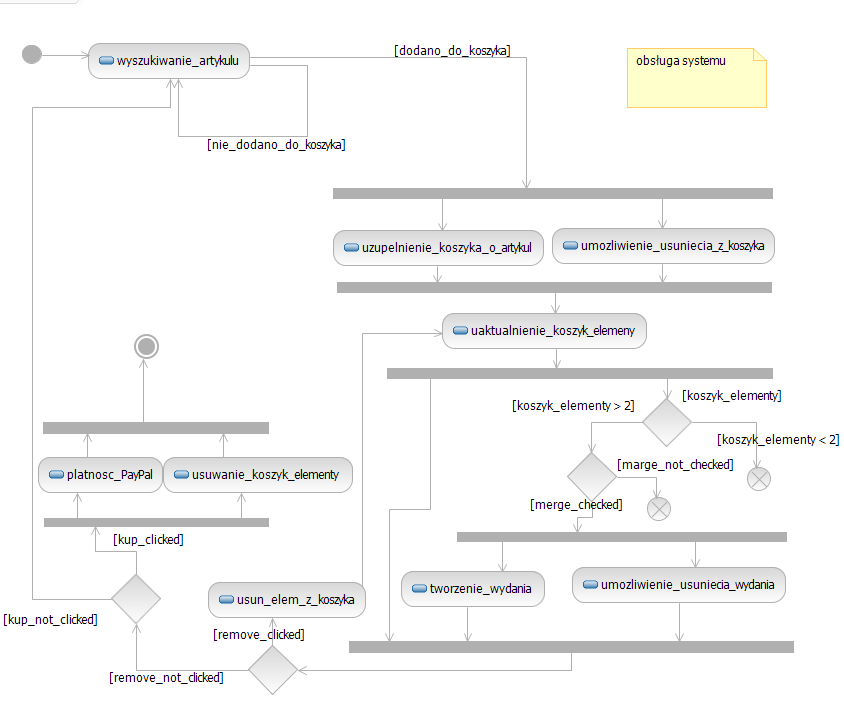 [dodano_do_koszyka]
wyszukiwanie_artykulu
obsługa systemu
[nie_dodano_do_koszyka]
uzupelnienie_koszyka_o_artykul
umozliwienie_usuniecia_z_koszyka
uaktualnienie_koszyk_elemeny
[koszyk_elementy]
[koszyk_elementy > 2]
[koszyk_elementy < 2]
[marge_not_checked]
platnosc_PayPal
usuwanie_koszyk_elementy
[merge_checked]
[kup_clicked]
tworzenie_wydania
umozliwienie_usuniecia_wydania
usun_elem_z_koszyka
[kup_not_clicked]
[remove_clicked]
[remove_not_clicked]